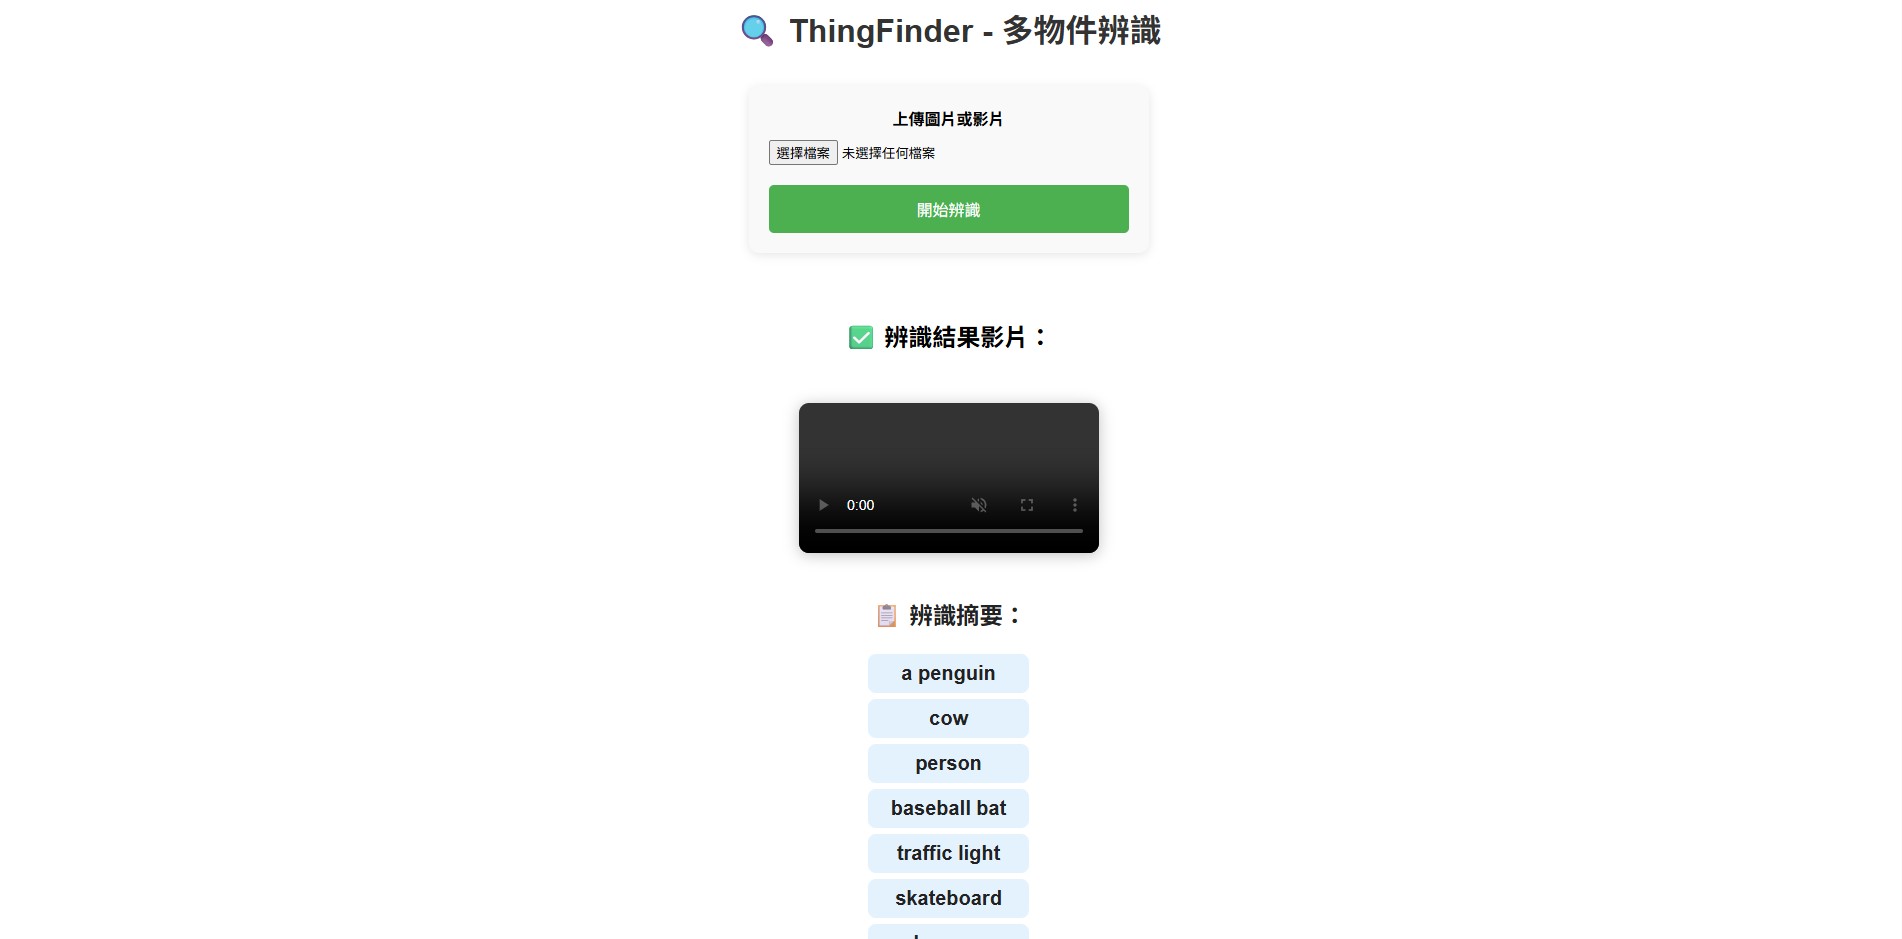 ThingFinder - 多物件辨識
上傳圖片或影片
選擇檔案 未選擇任何檔案
開始辨識
辨識結果影片：
0:00
辨識摘要：
a penguin
cow
person
baseball bat
traffic light
skateboard